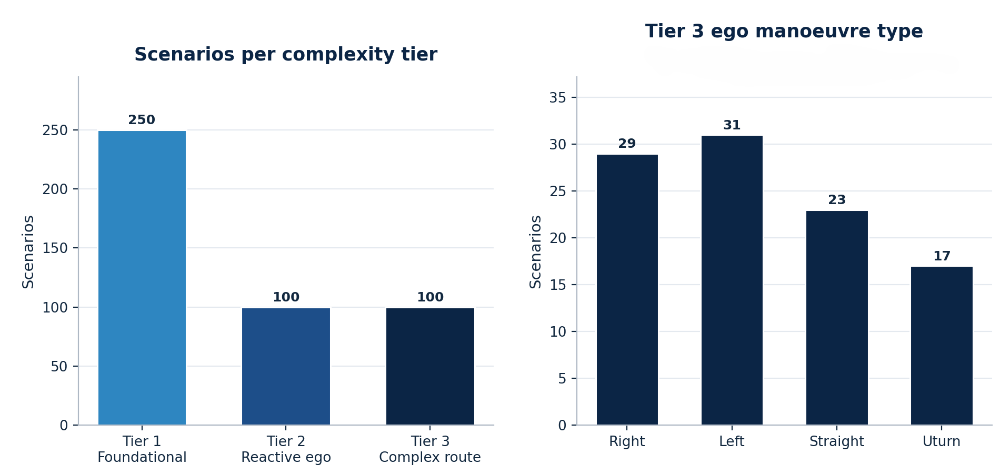 Scenarios per complexity tier
Scenarios
250
200
150
100
50
0
250
100
100
Tier 1
Foundational
Tier 2
Reactive ego
Tier 3
Complex route
Tier 3 ego manoeuvre type
Scenarios
35
30
25
20
15
10
5
0
29
31
23
17
Right
Left
Straight
Uturn